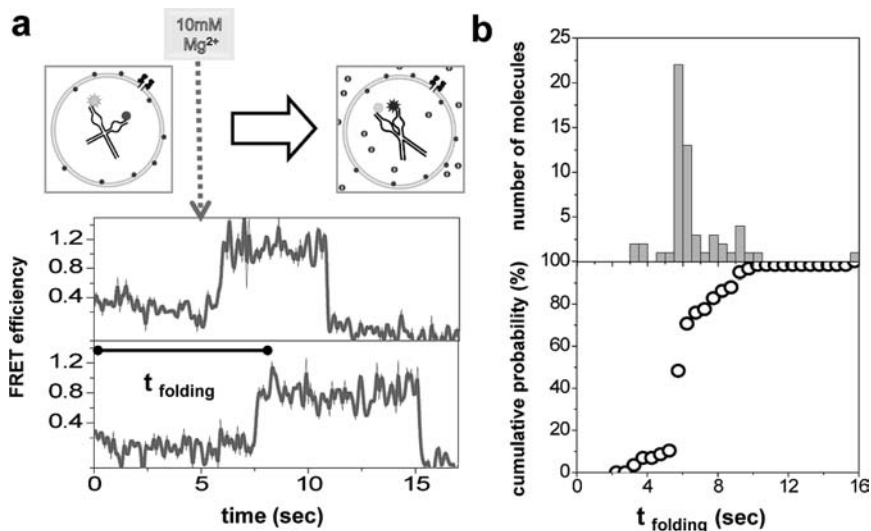 a
10mm
Mg²⁺
FRET efficiency
1.2
0.8
0.4
1.2
0.8
0.4
t folding
0
5
10
15
time (sec)
b
number of molecules
25
20
15
10
5
cumulative probability (%)
100
80
60
40
20
0
0
4
8
12
16
t folding (sec)